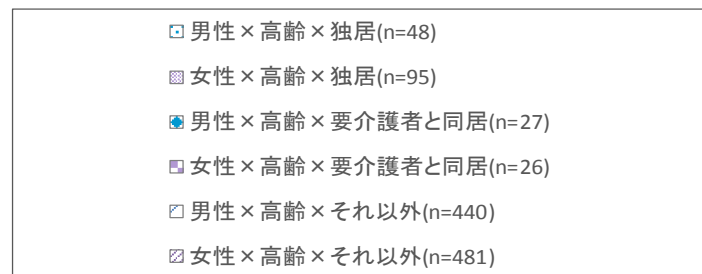 男性×高齢×独居(n=48)
女性×高齢×独居(n=95)
男性×高齢×要介護者と同居(n=27)
女性×高齢×要介護者と同居(n=26)
男性×高齢×それ以外(n=440)
女性×高齢×それ以外(n=481)